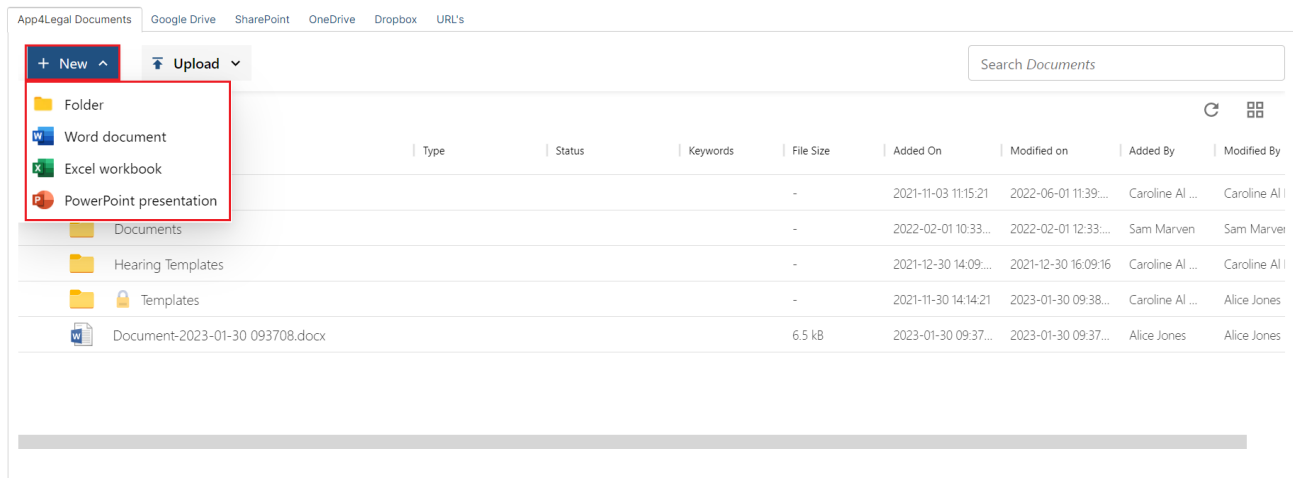 App4Legal Documents Google Drive SharePoint OneDrive Dropbox URL's
+ New Upload Search Documents
Folder
Word document
Excel workbook
PowerPoint presentation
Type Status Keywords File Size Added On Modified on Added By Modified By
- 2021-11-03 11:15:21 2022-06-01 11:39:... Caroline Al ... Caroline Al
Documents - 2022-02-01 10:33... 2022-02-01 12:33:... Sam Marven Sam Marven
Hearing Templates - 2021-12-30 14:09:... 2021-12-30 16:09:16 Caroline Al ... Caroline Al
Templates - 2021-11-30 14:14:21 2023-01-30 09:38... Caroline Al ... Alice Jones
Document-2023-01-30 093708.docx 6.5 kB 2023-01-30 09:37... 2023-01-30 09:37... Alice Jones Alice Jones